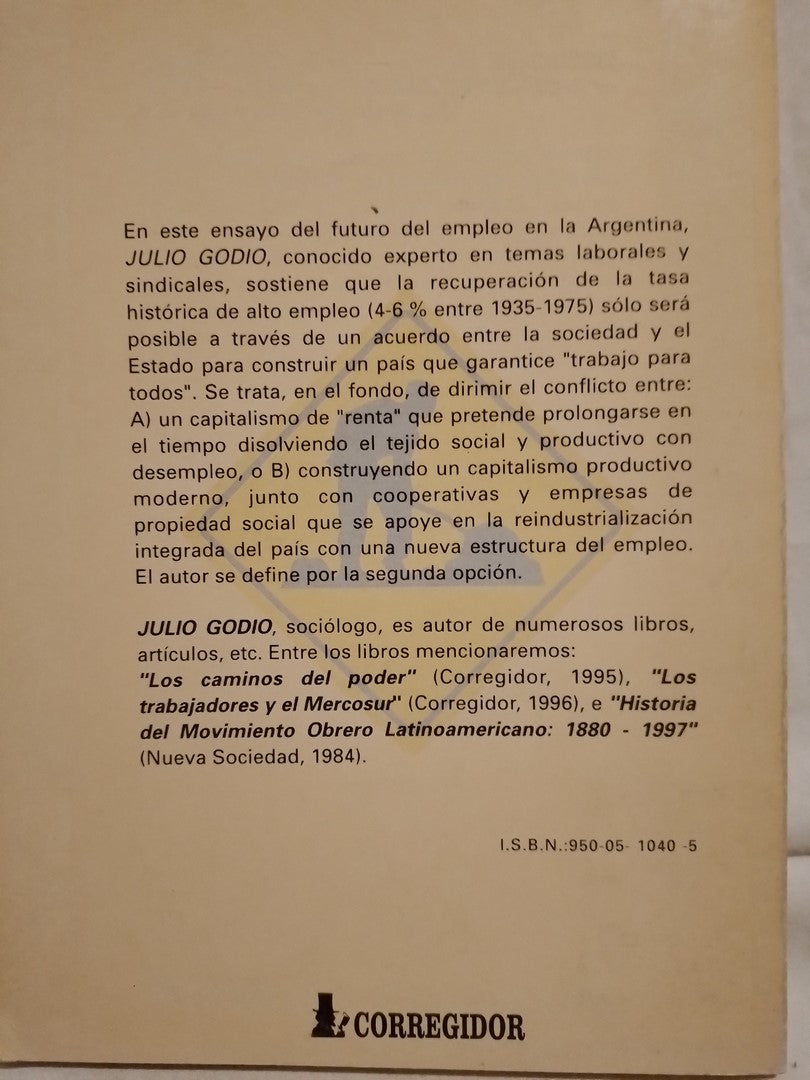 En este ensayo del futuro del empleo en la Argentina,
JULIO GODIO, conocido experto en temas laborales y
sindicales, sostiene que la recuperación de la tasa
histórica de alto empleo (4-6 % entre 1935-1975) sólo será
posible a través de un acuerdo entre la sociedad y el
Estado para construir un país que garantice "trabajo para
todos". Se trata, en el fondo, de dirimir el conflicto entre:
A) un capitalismo de "renta" que pretende prolongarse en
el tiempo disolviendo el tejido social y productivo con
desempleo, o B) construyendo un capitalismo productivo
moderno, junto con cooperativas y empresas de
propiedad social que se apoye en la reindustrialización
integrada del país con una nueva estructura del empleo.
El autor se define por la segunda opción.
JULIO GODIO, sociólogo, es autor de numerosos libros,
artículos, etc. Entre los libros mencionaremos:
"Los caminos del poder" (Corregidor, 1995), "Los
trabajadores y el Mercosur" (Corregidor, 1996), e "Historia
del Movimiento Obrero Latinoamericano: 1880 - 1997"
(Nueva Sociedad, 1984).
I.S.B.N.:950-05- 1040 -5
CORREGIDOR